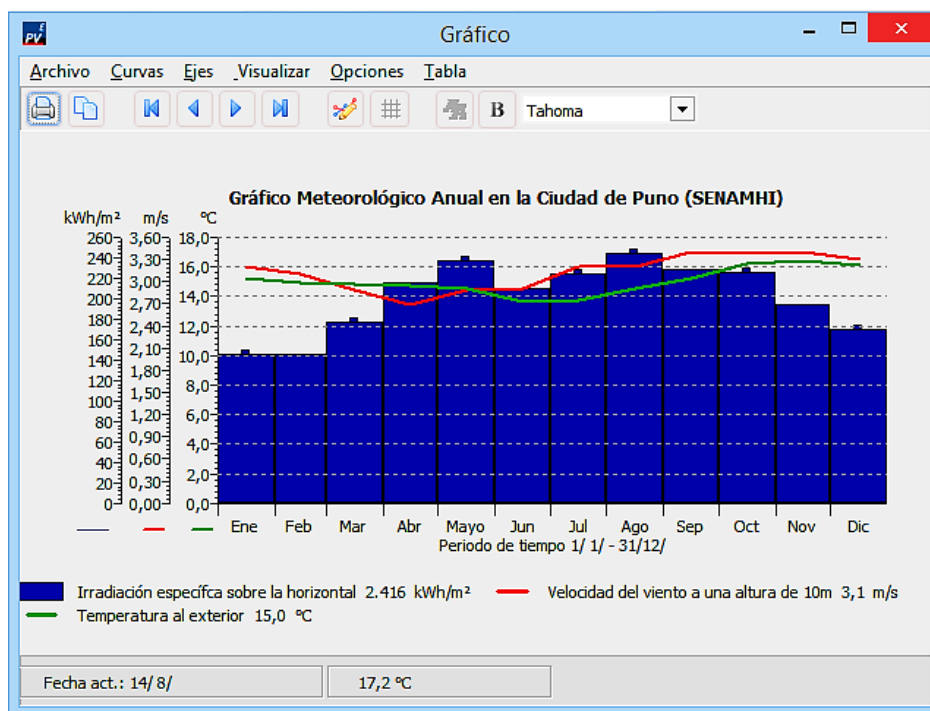 PV E
Gráfico
Archivo Curvas Ejes Visualizar Opciones Tabla
B Tahoma
Gráfico Meteorológico Anual en la Ciudad de Puno (SENAMHI)
kWh/m² m/s ºC
260 3,60 18,0
240 3,30 16,0
220 3,00 14,0
200 2,70 12,0
180 2,40 10,0
160 2,10 8,0
140 1,80 6,0
120 1,50 4,0
100 1,20 2,0
80 0,90 0,0
60 0,60
40 0,30
20 0,00
0
Ene Feb Mar Abr Mayo Jun Jul Ago Sep Oct Nov Dic
Periodo de tiempo 1/ 1/ - 31/12/
Irradiación específca sobre la horizontal 2.416 kWh/m² Velocidad del viento a una altura de 10m 3,1 m/s
Temperatura al exterior 15,0 ºC
Fecha act.: 14/ 8/ 17,2 ºC